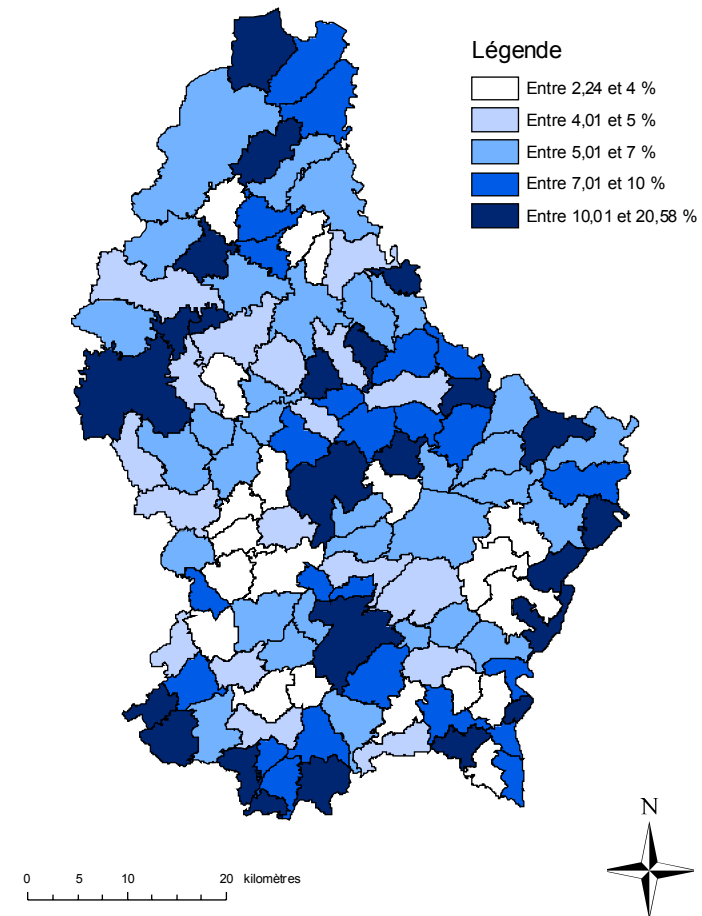 Légende
Entre 2,24 et 4 %
Entre 4,01 et 5 %
Entre 5,01 et 7 %
Entre 7,01 et 10 %
Entre 10,01 et 20,58 %
N
0 5 10 20 kilomètres